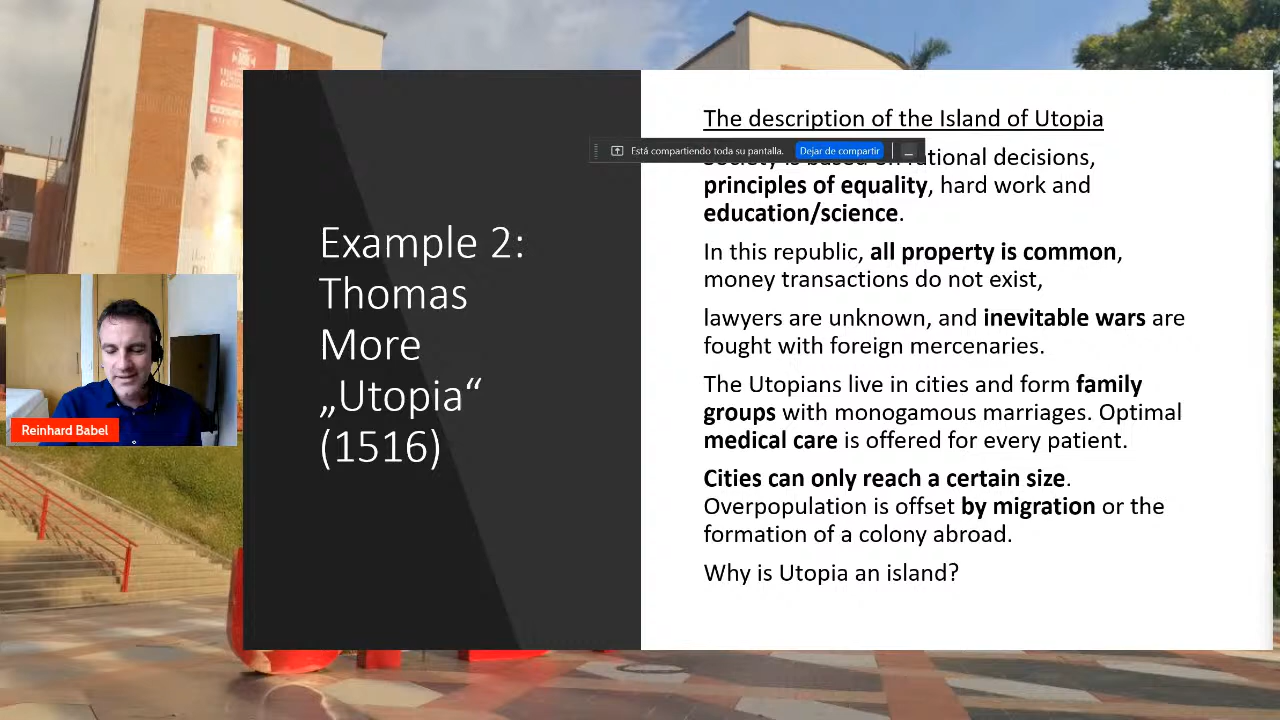 Example 2:
Thomas
More
„Utopia“
(1516)
The description of the Island of Utopia
Está compartiendo toda su pantalla. Dejar de compartir
decisions,
principles of equality, hard work and
education/science.
In this republic, all property is common,
money transactions do not exist,
lawyers are unknown, and inevitable wars are
fought with foreign mercenaries.
The Utopians live in cities and form family
groups with monogamous marriages. Optimal
medical care is offered for every patient.
Cities can only reach a certain size.
Overpopulation is offset by migration or the
formation of a colony abroad.
Why is Utopia an island?
Reinhard Babel